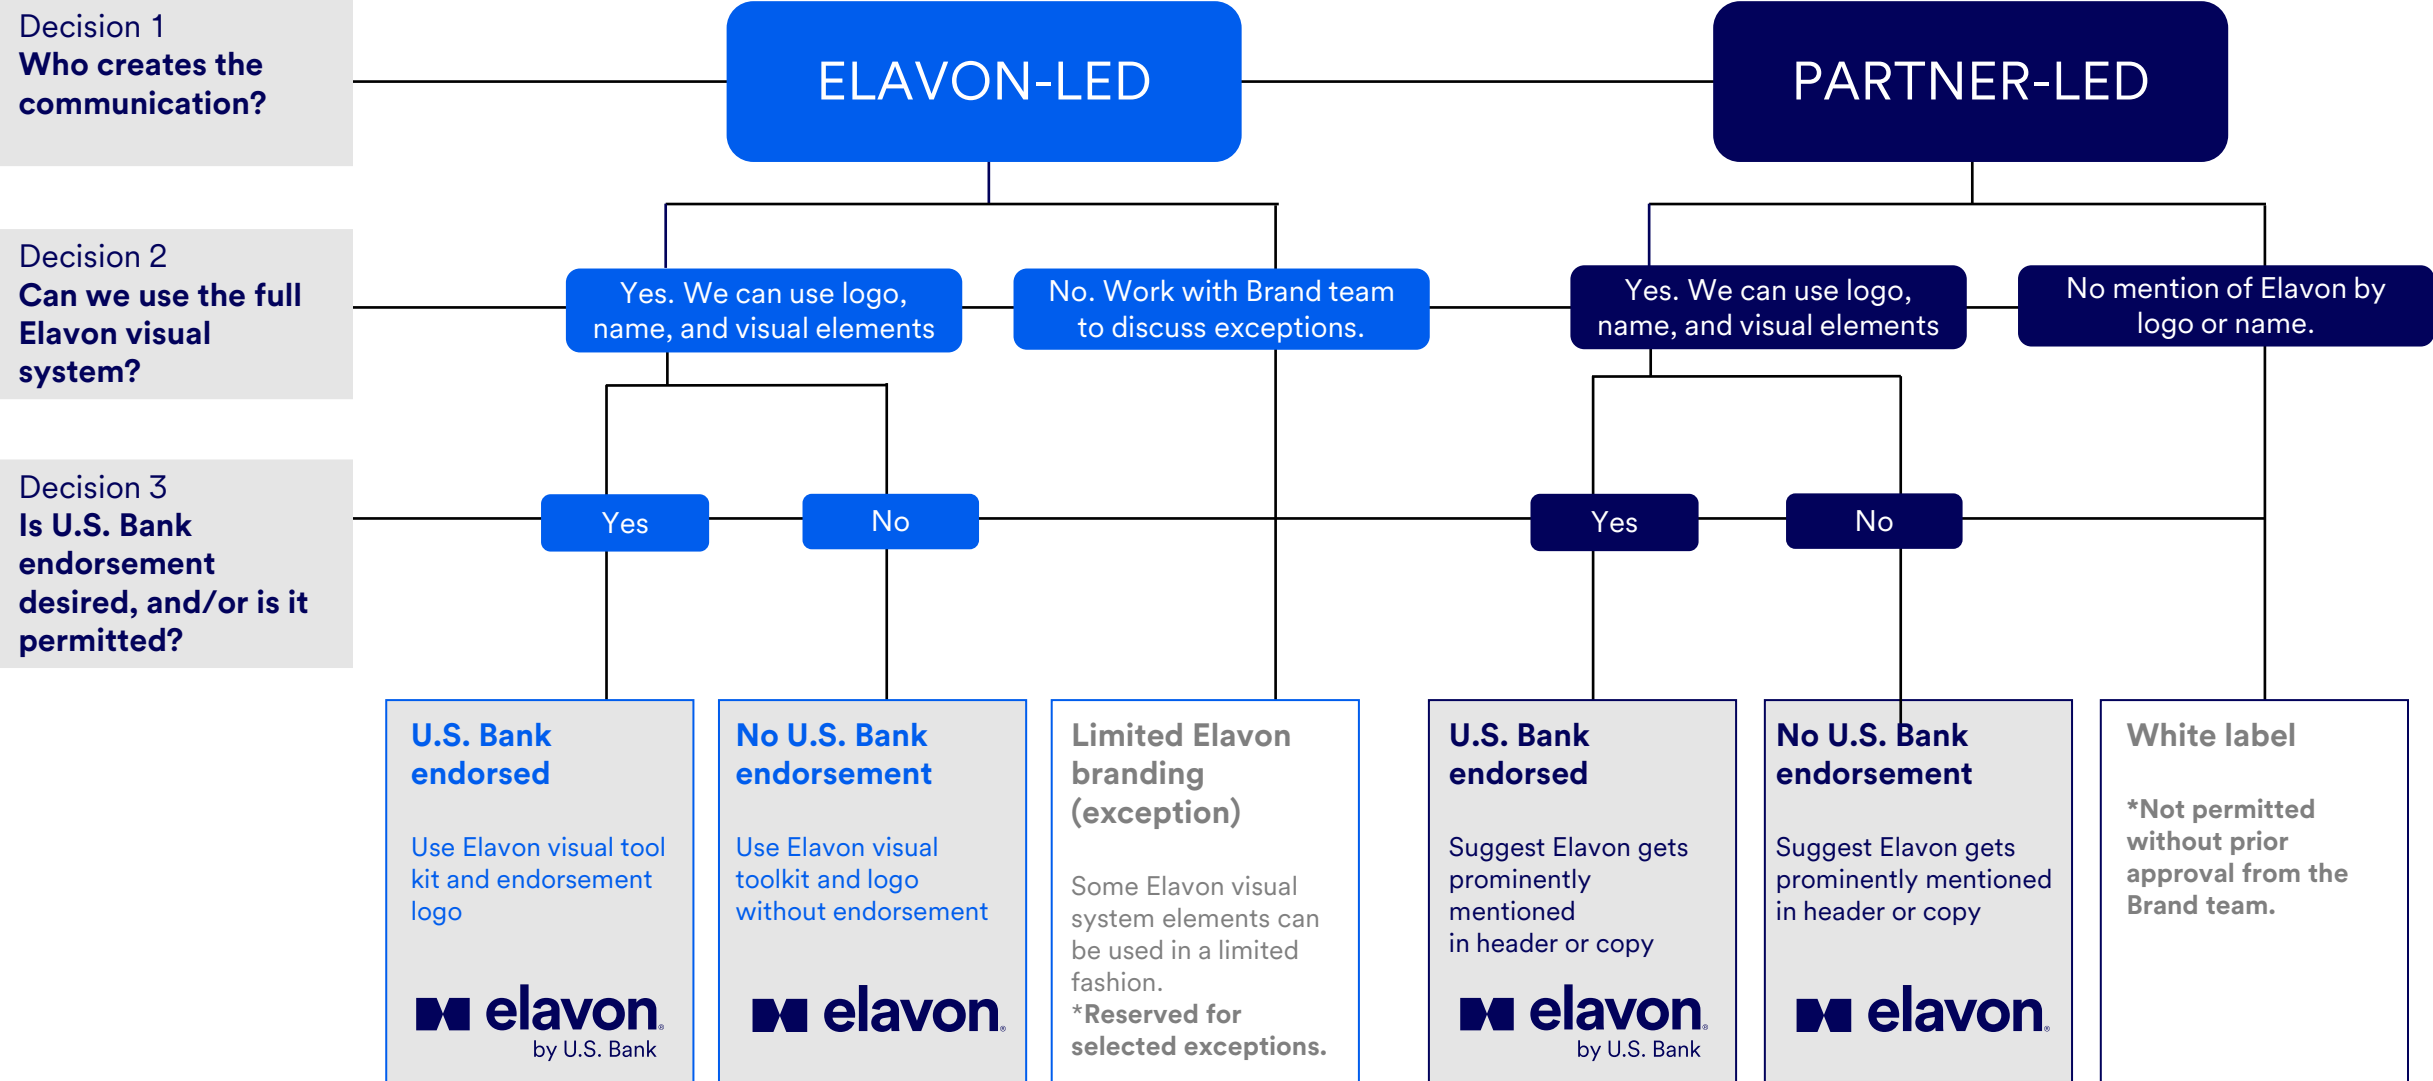 Decision 1
Who creates the
communication?
ELAVON-LED
PARTNER-LED
Decision 2
Can we use the full
Elavon visual
system?
Yes. We can use logo,
name, and visual elements
No. Work with Brand team
to discuss exceptions.
Yes. We can use logo,
name, and visual elements
No mention of Elavon by
logo or name.
Decision 3
Is U.S. Bank
endorsement
desired, and/or is it
permitted?
Yes
No
Yes
No
U.S. Bank
endorsed
Use Elavon visual tool
kit and endorsement
logo
elavon®
by U.S. Bank
No U.S. Bank
endorsement
Use Elavon visual
toolkit and logo
without endorsement
elavon®
Limited Elavon
branding
(exception)
Some Elavon visual
system elements can
be used in a limited
fashion.
*Reserved for
selected exceptions.
U.S. Bank
endorsed
Suggest Elavon gets
prominently
mentioned
in header or copy
elavon®
by U.S. Bank
No U.S. Bank
endorsement
Suggest Elavon gets
prominently mentioned
in header or copy
elavon®
White label
*Not permitted
without prior
approval from the
Brand team.